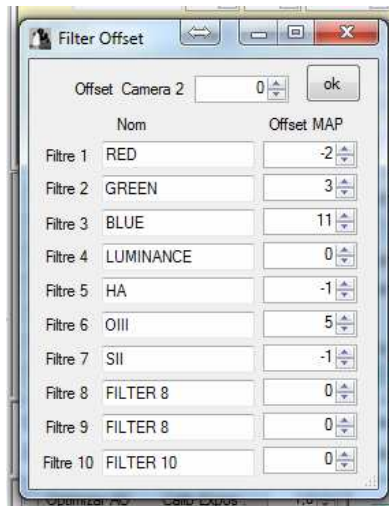 Filter Offset
Offset Camera 2 0 ok
Nom Offset MAP
Filtre 1 RED -2
Filtre 2 GREEN 3
Filtre 3 BLUE 11
Filtre 4 LUMINANCE 0
Filtre 5 HA -1
Filtre 6 OIII 5
Filtre 7 SII -1
Filtre 8 FILTER 8 0
Filtre 9 FILTER 8 0
Filtre 10 FILTER 10 0